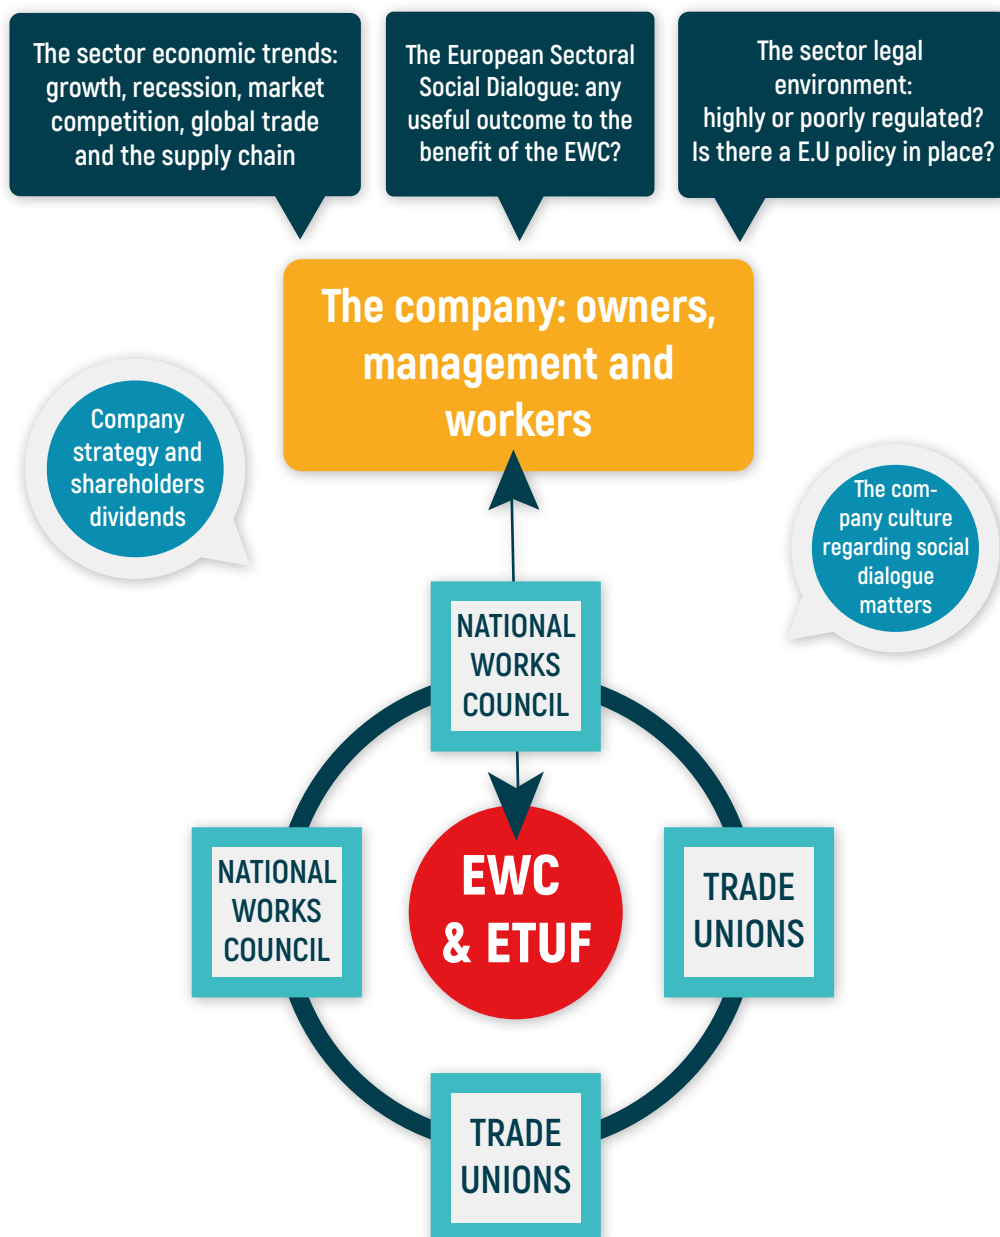 The sector economic trends:
growth, recession, market
competition, global trade
and the supply chain
The European Sectoral
Social Dialogue: any
useful outcome to the
benefit of the EWC?
The sector legal
environment:
highly or poorly regulated?
Is there a E.U policy in place?
The company: owners,
management and
workers
Company
strategy and
shareholders
dividends
The com-
pany culture
regarding social
dialogue
matters
NATIONAL
WORKS
COUNCIL
NATIONAL
WORKS
COUNCIL
EWC
& ETUF
TRADE
UNIONS
TRADE
UNIONS